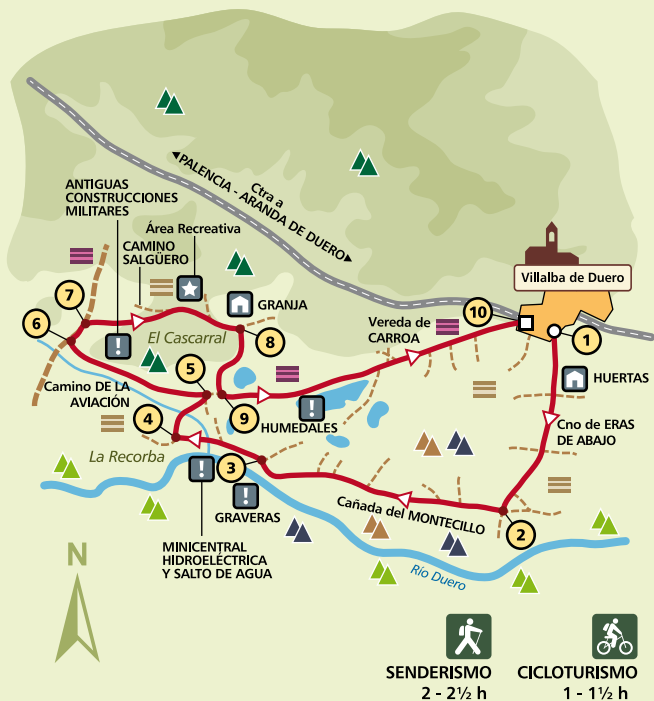 Ctra a
PALENCIA - ARANDA DE DUERO
ANTIGUAS
CONSTRUCCIONES
MILITARES
Área Recreativa
CAMINO
SALGÜERO
GRANJA
Villalba de Duero
10
1
7
6
El Cascarral
8
Vereda de
CARROA
HUERTAS
Camino DE LA
AVIACIÓN
5
9
HUMEDALES
Cno de ERAS
DE ABAJO
4
La Recorba
3
GRAVERAS
Cañada del MONTECILLO
2
MINICENTRAL
HIDROELÉCTRICA
Y SALTO DE AGUA
Río Duero
N
SENDERISMO
2 - 2½ h
CICLOTURISMO
1 - 1½ h